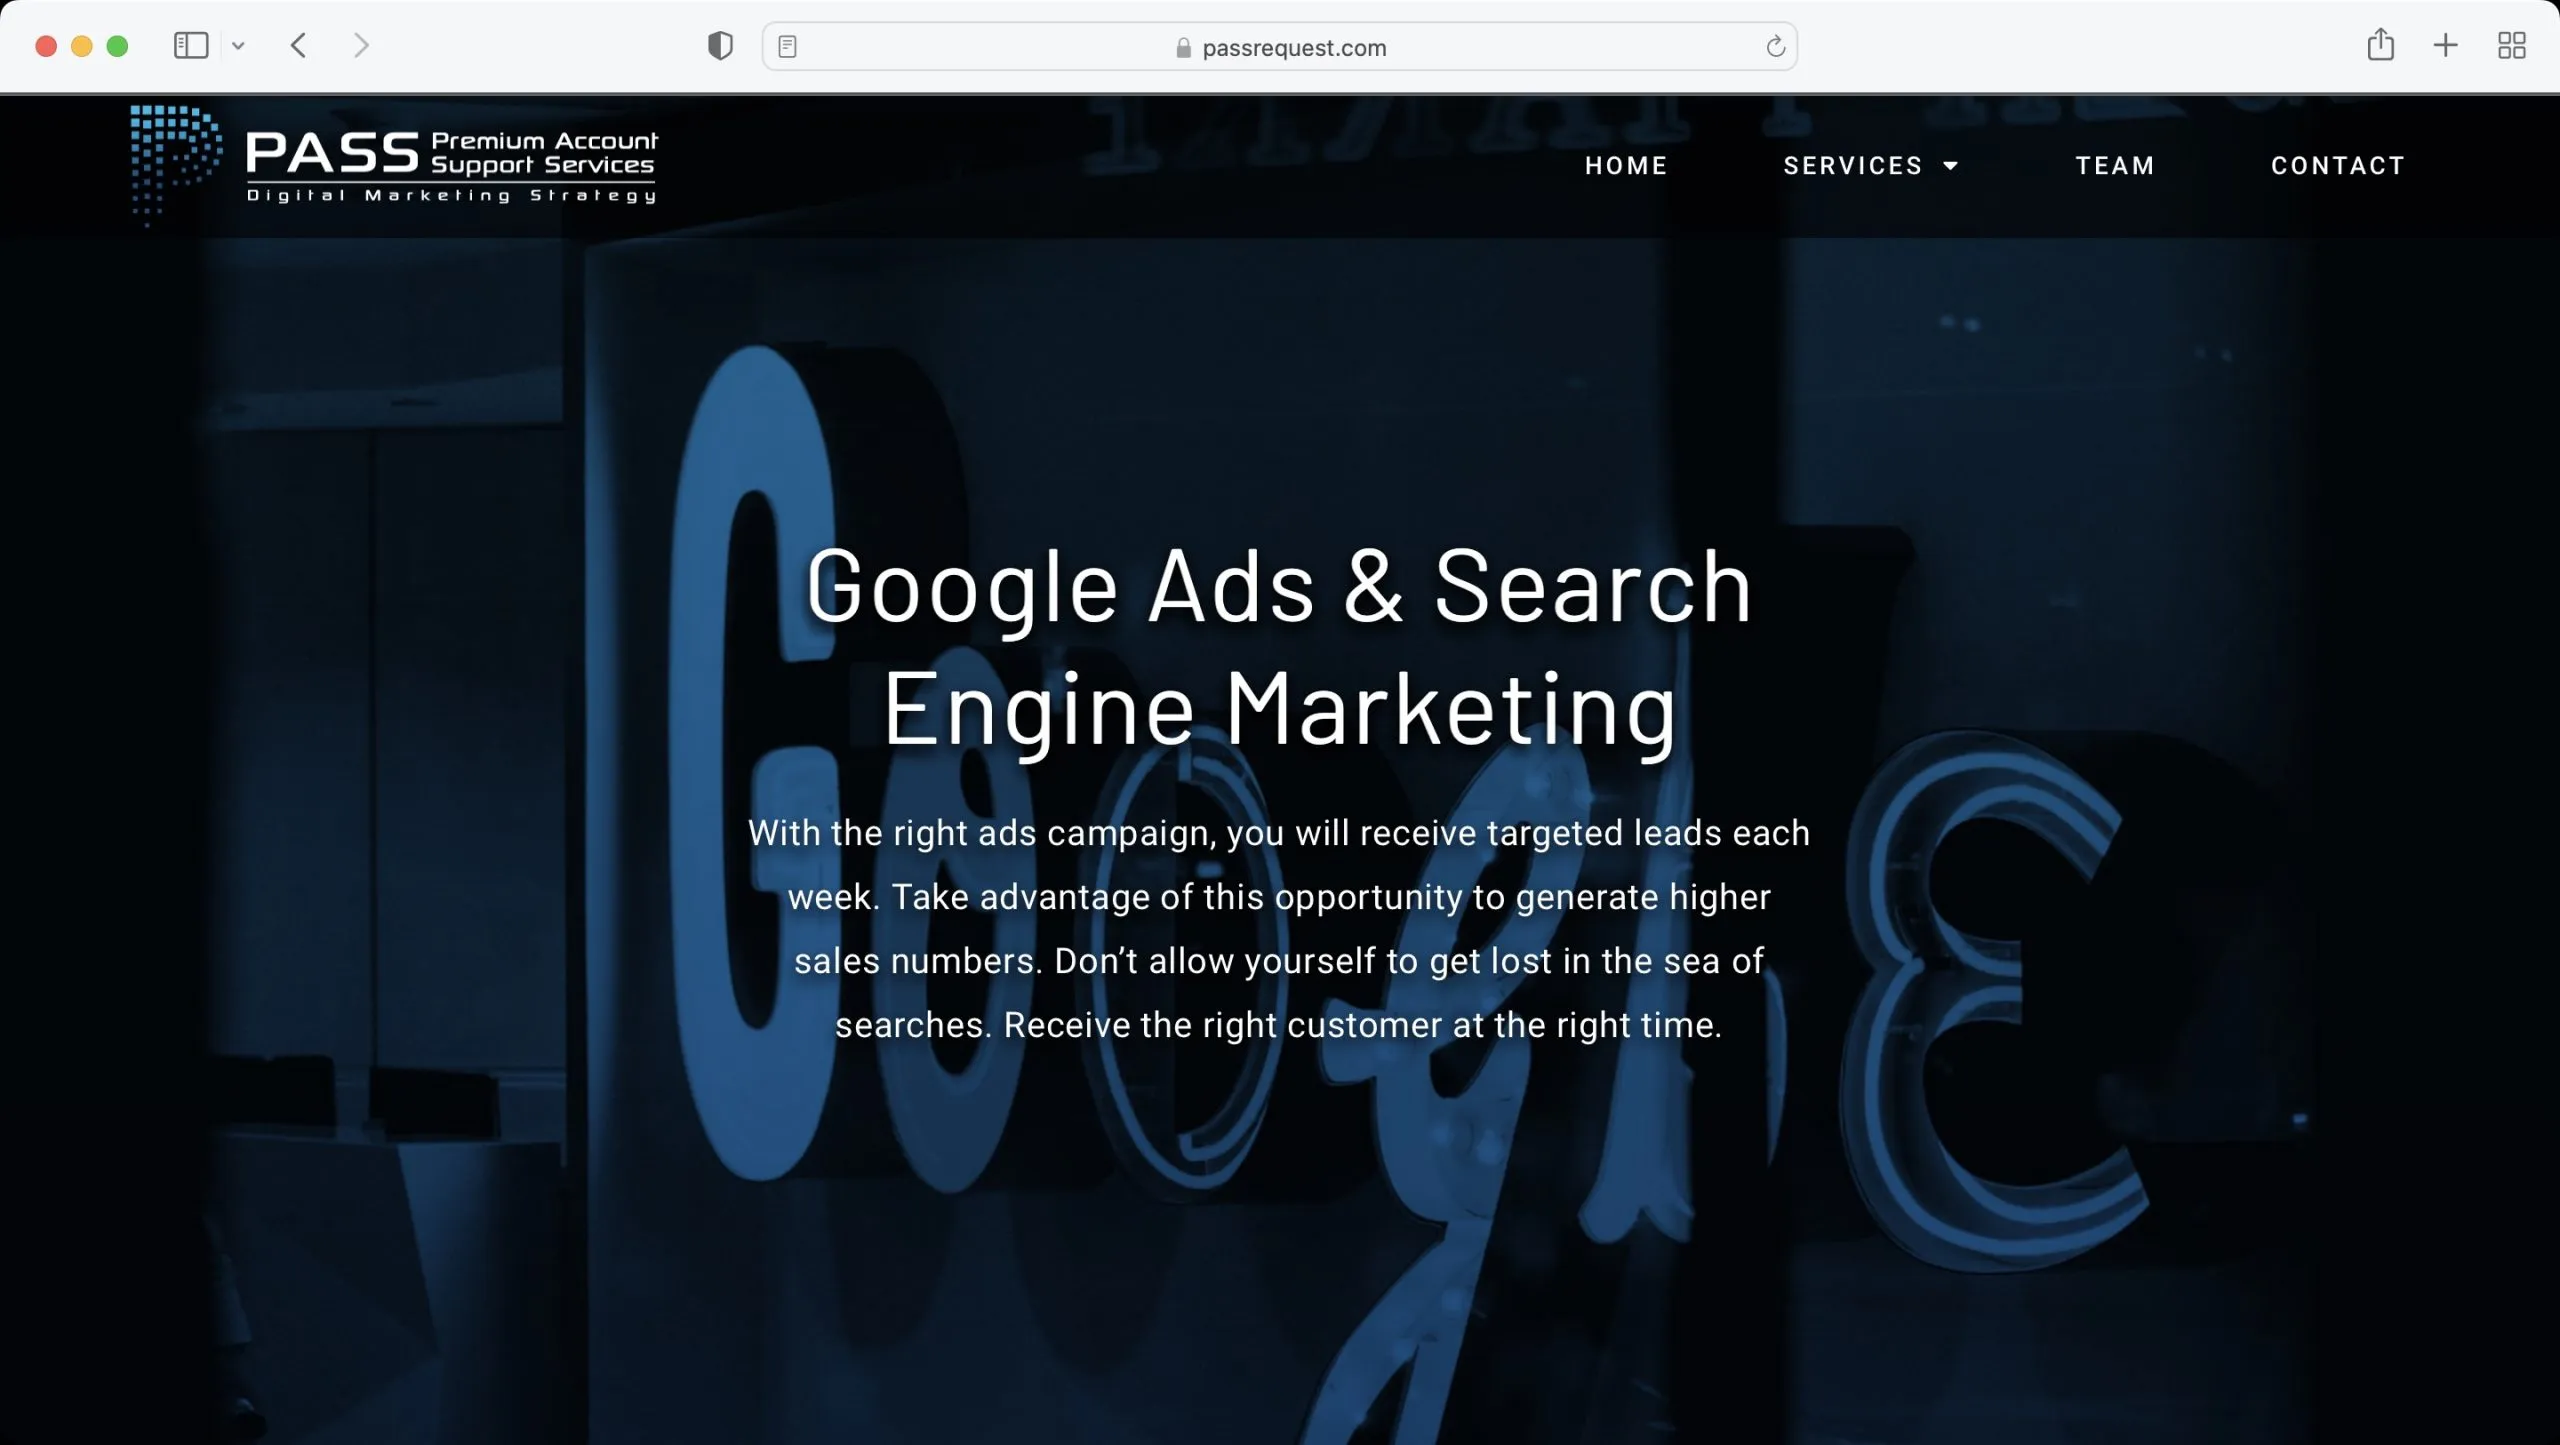 passrequest.com
PASS Premium Account
Support Services
Digital Marketing Strategy
HOME SERVICES TEAM CONTACT
Google
Google Ads & Search
Engine Marketing
With the right ads campaign, you will receive targeted leads each
week. Take advantage of this opportunity to generate higher
sales numbers. Don’t allow yourself to get lost in the sea of
searches. Receive the right customer at the right time.